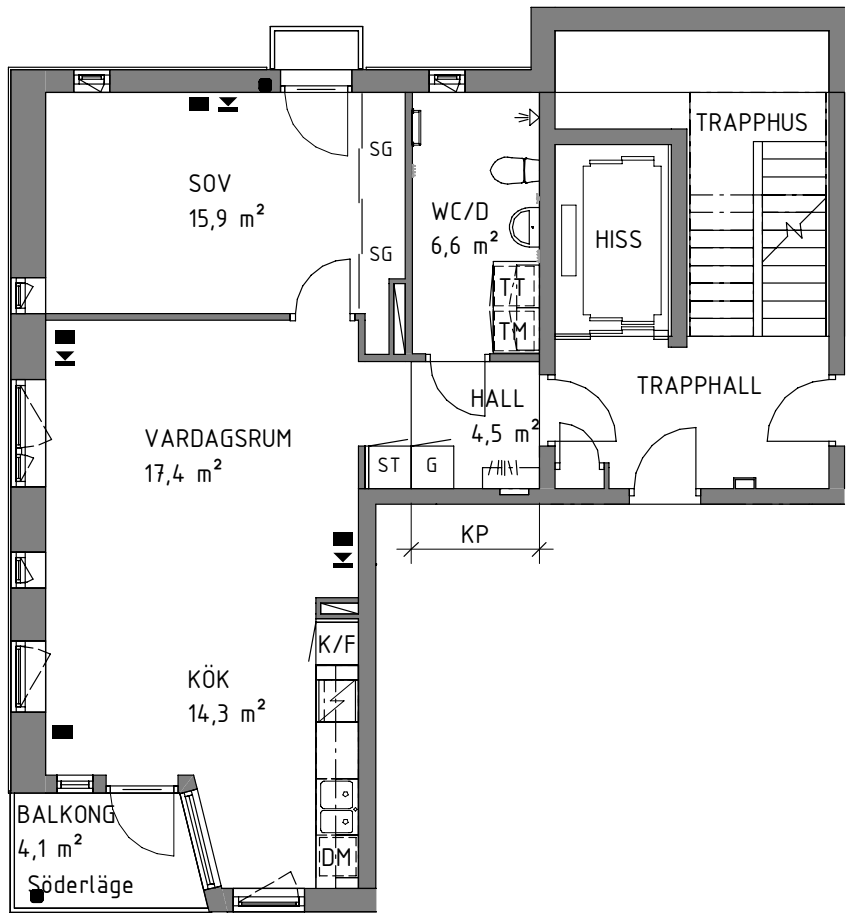 TRAPPHUS
SG
SOV
15,9 m²
WC/D
6,6 m²
HISS
SG
TT
TM
TRAPPHALL
HALL
4,5 m²
VARDAGSRUM
17,4 m²
ST
G
KP
K/F
KÖK
14,3 m²
BALKONG
4,1 m²
DM
Söderläge